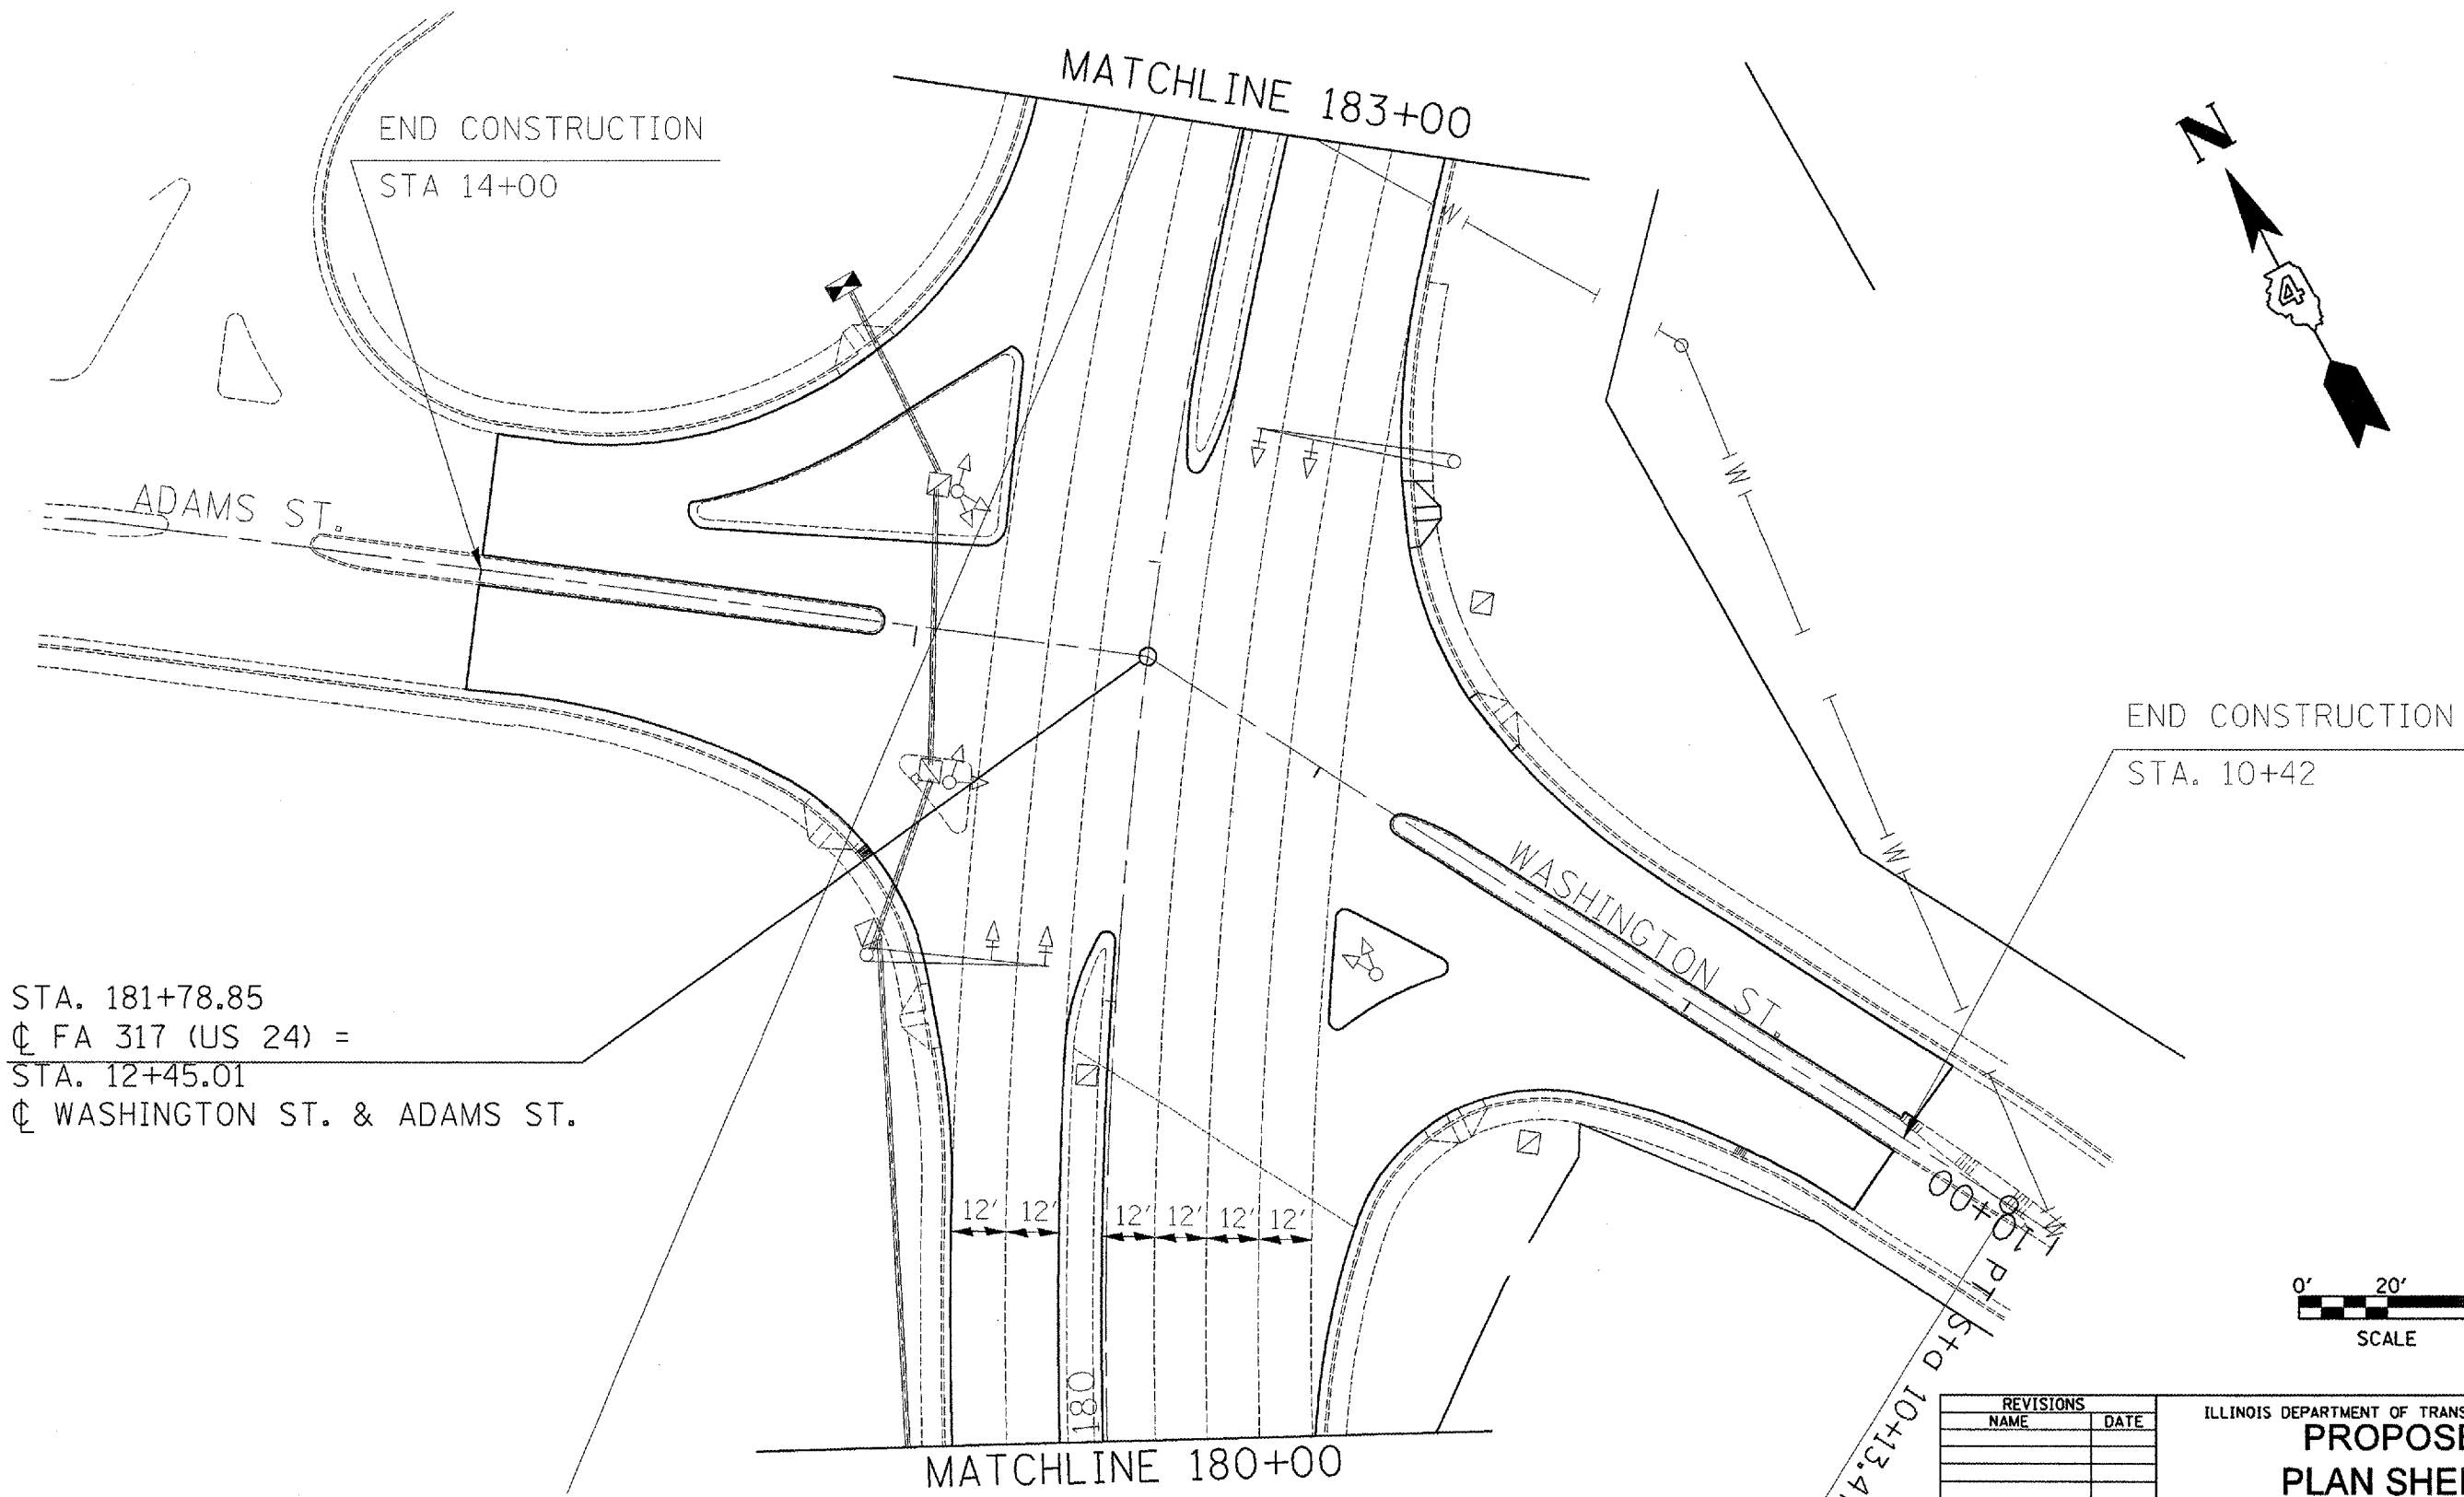 MATCHLINE 183+00
END CONSTRUCTION
STA 14+00
N
4
W
ADAMS ST.
W
END CONSTRUCTION
STA. 10+42
W
WASHINGTON ST.
STA. 181+78.85
℄ FA 317 (US 24) =
STA. 12+45.01
℄ WASHINGTON ST. & ADAMS ST.
12' 12' 12' 12' 12' 12'
10+00
W
PI Sta 10+13.4
180
MATCHLINE 180+00
0' 20'
SCALE
REVISIONS
NAME DATE
ILLINOIS DEPARTMENT OF TRANS
PROPOSE
PLAN SHE